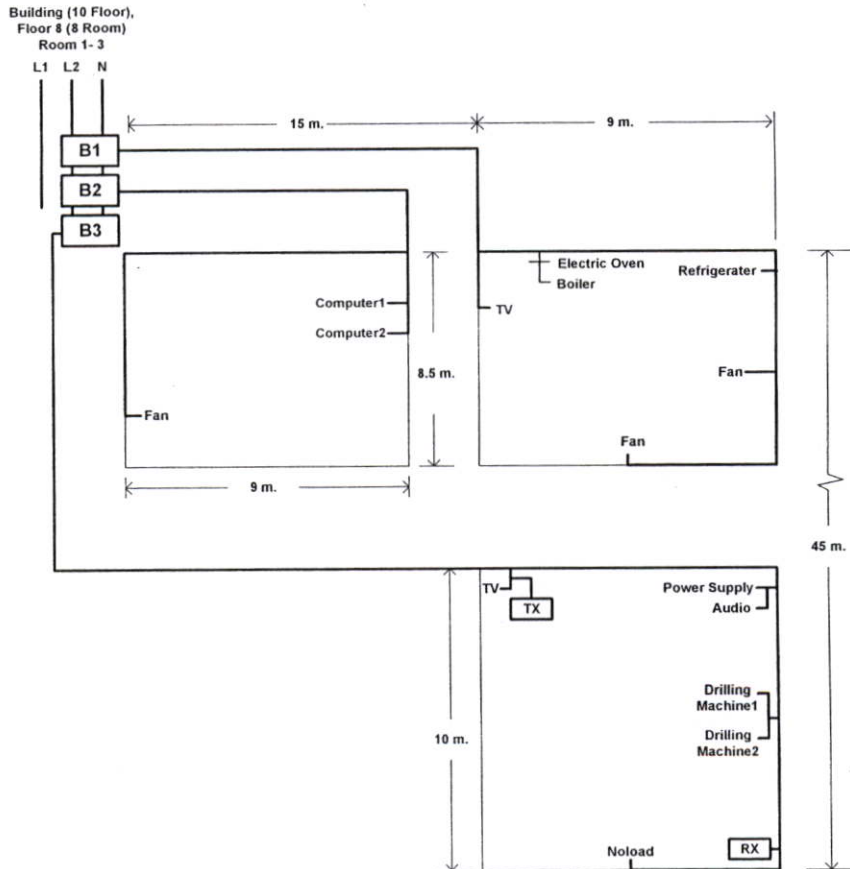 Building (10 Floor),
Floor 8 (8 Room)
Room 1- 3
L1 L2 N
15 m.
9 m.
B1
B2
B3
Electric Oven
Boiler
Refrigerater
Computer1
Computer2
TV
8.5 m.
Fan
Fan
Fan
9 m.
45 m.
TV
TX
Power Supply
Audio
Drilling
Machine1
Drilling
Machine2
10 m.
Noload
RX